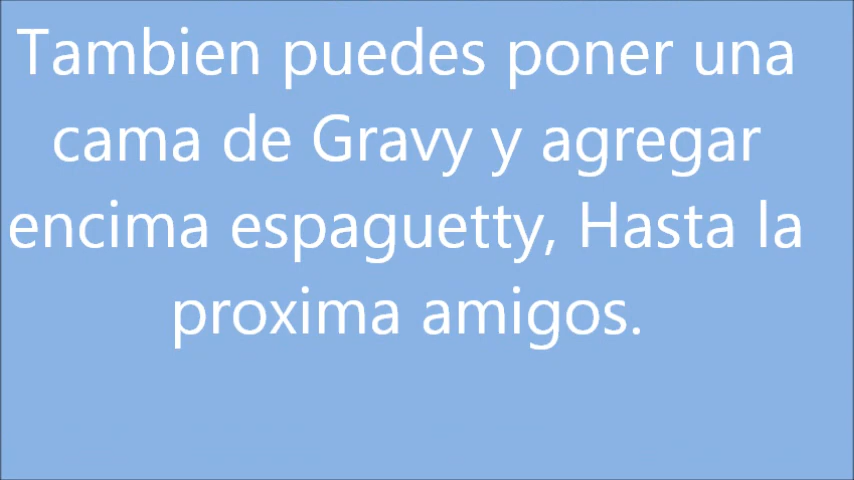 Tambien puedes poner una
cama de Gravy y agregar
encima espaguetty, Hasta la
proxima amigos.